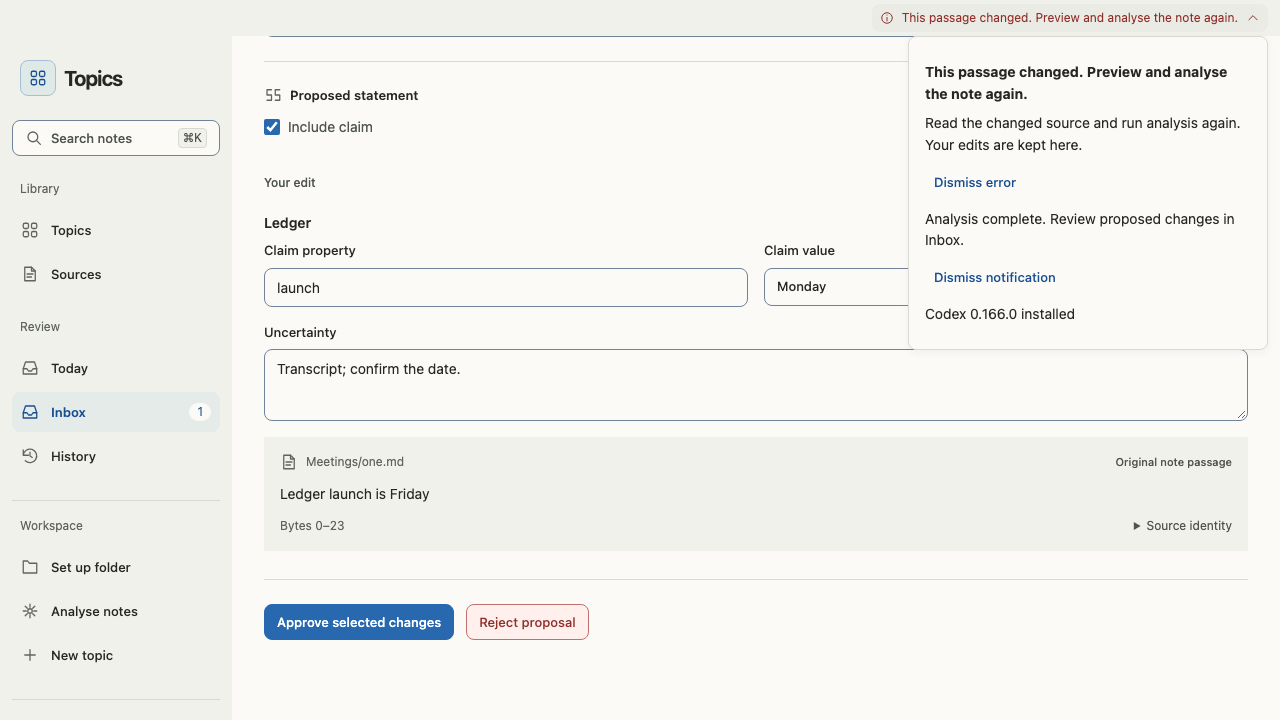 This passage changed. Preview and analyse the note again.
Topics
Search notes
⌘K
Library
Topics
Sources
Review
Today
Inbox
1
History
Workspace
Set up folder
Analyse notes
New topic
Proposed statement
Include claim
Your edit
Ledger
Claim property
launch
Claim value
Monday
Uncertainty
Transcript; confirm the date.
Meetings/one.md
Original note passage
Ledger launch is Friday
Bytes 0–23
Source identity
Approve selected changes
Reject proposal
This passage changed. Preview and analyse
the note again.
Read the changed source and run analysis again.
Your edits are kept here.
Dismiss error
Analysis complete. Review proposed changes in
Inbox.
Dismiss notification
Codex 0.166.0 installed